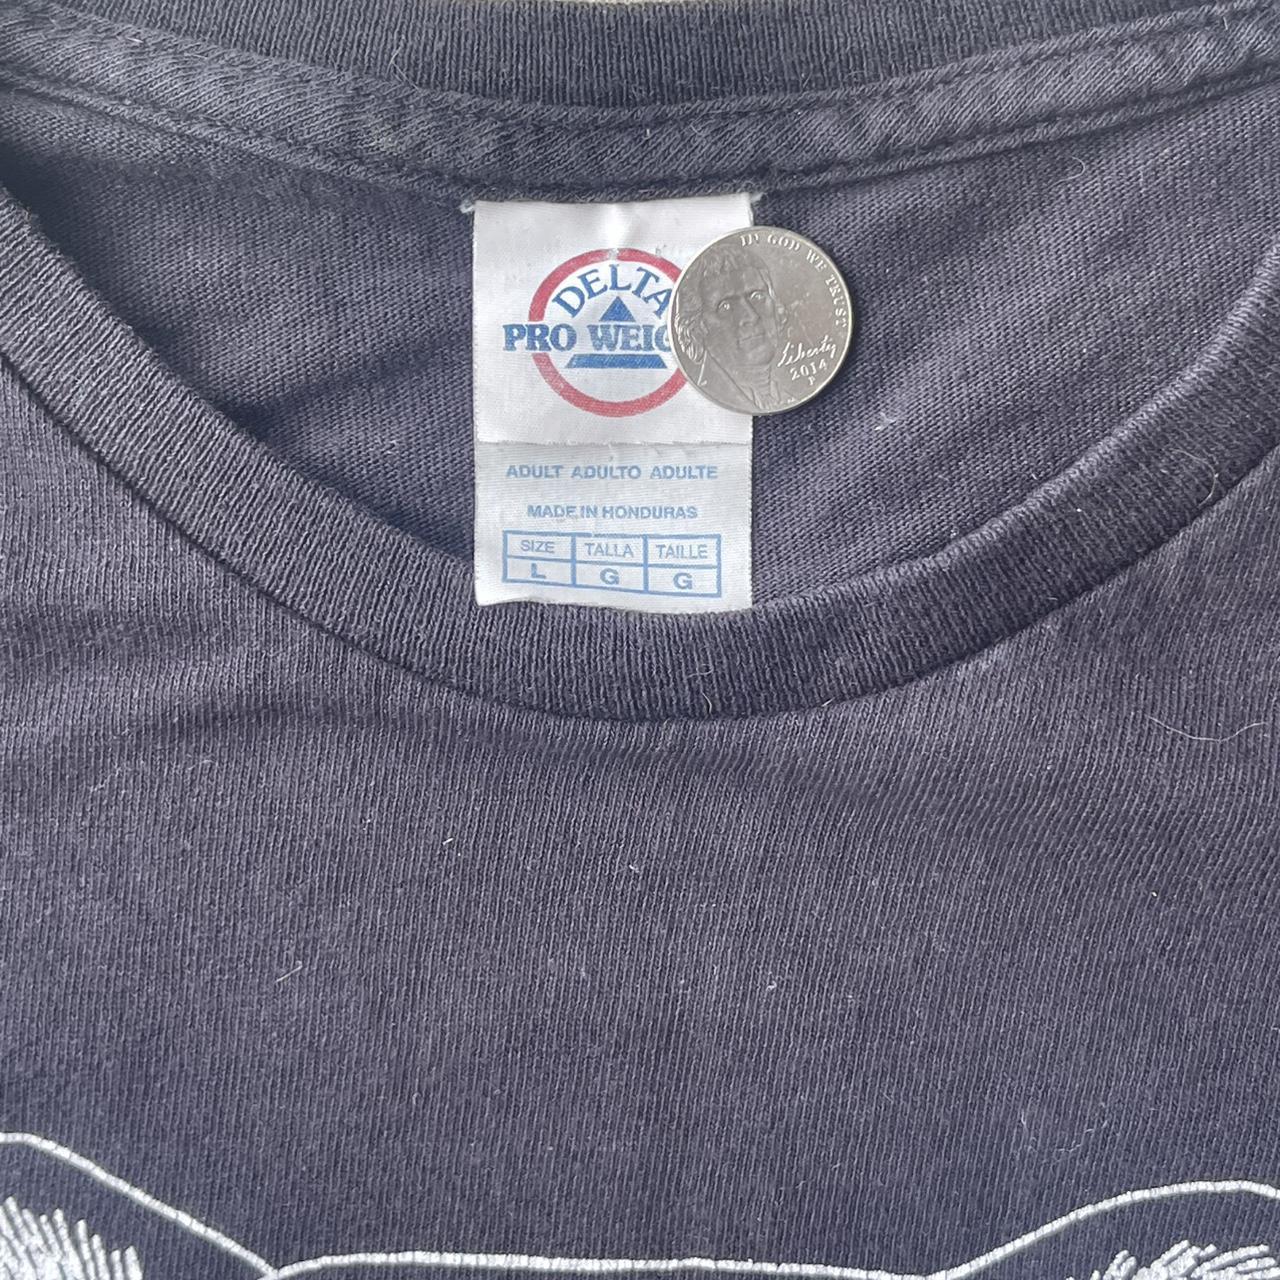 DELTA
PRO WEIG
IN GOD WE TRUST
Liberty
2014
P
ADULT ADULTO ADULTE
MADE IN HONDURAS
SIZE TALLA TAILLE
L G G